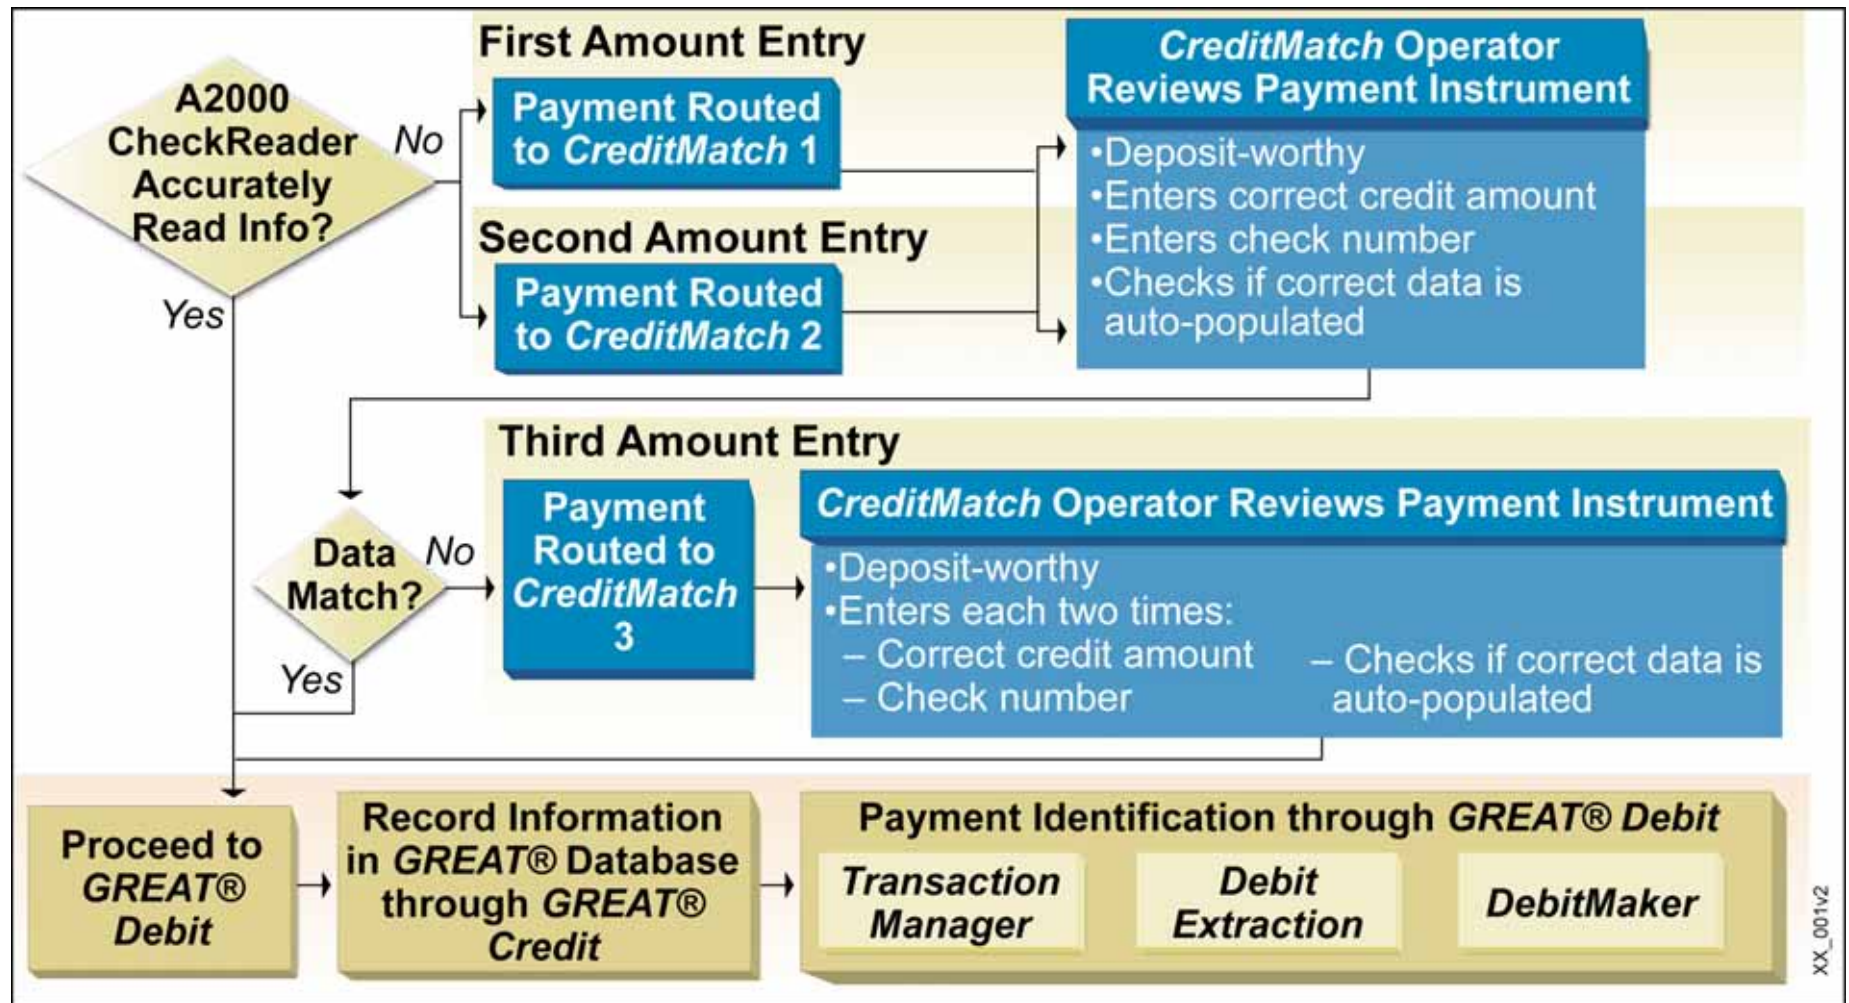 A2000
CheckReader
Accurately
Read Info?
No
Yes
First Amount Entry
Payment Routed
to CreditMatch 1
Second Amount Entry
Payment Routed
to CreditMatch 2
CreditMatch Operator
Reviews Payment Instrument
•Deposit-worthy
•Enters correct credit amount
•Enters check number
•Checks if correct data is
auto-populated
Data
Match?
No
Yes
Third Amount Entry
Payment
Routed to
CreditMatch
3
CreditMatch Operator Reviews Payment Instrument
•Deposit-worthy
•Enters each two times:
– Correct credit amount
– Check number
– Checks if correct data is
auto-populated
Proceed to
GREAT®
Debit
Record Information
in GREAT® Database
through GREAT®
Credit
Payment Identification through GREAT® Debit
Transaction
Manager
Debit
Extraction
DebitMaker
XX_001v2